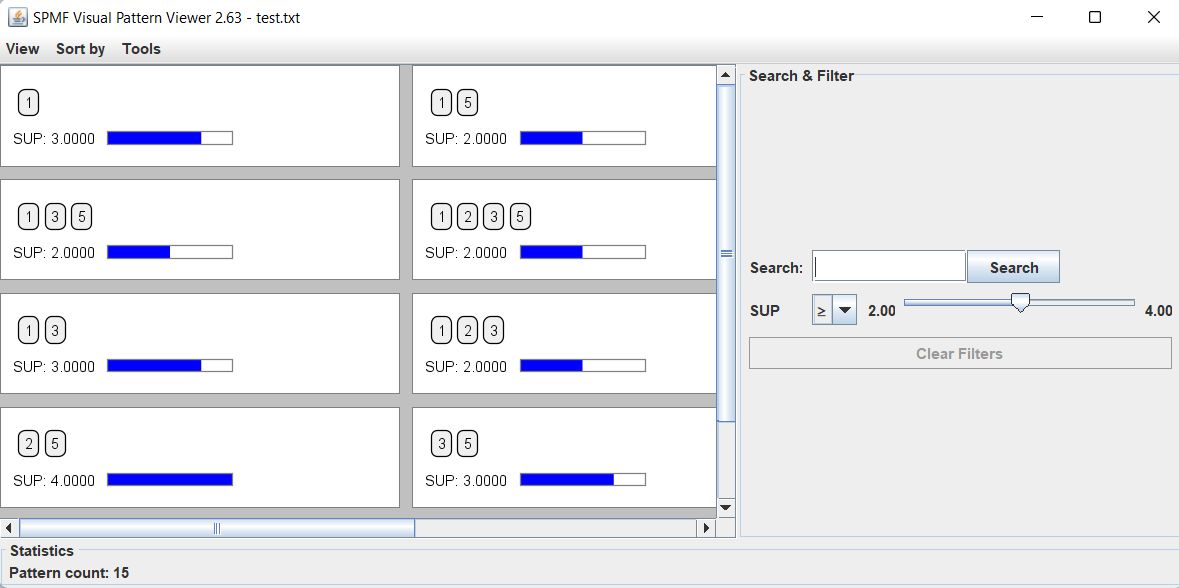 SPMF Visual Pattern Viewer 2.63 - test.txt
View Sort by Tools
1
SUP: 3.0000
1 5
SUP: 2.0000
1 3 5
SUP: 2.0000
1 2 3 5
SUP: 2.0000
1 3
SUP: 3.0000
1 2 3
SUP: 2.0000
2 5
SUP: 4.0000
3 5
SUP: 3.0000
Search & Filter
Search: Search
SUP ≥ 2.00 4.00
Clear Filters
Statistics
Pattern count: 15